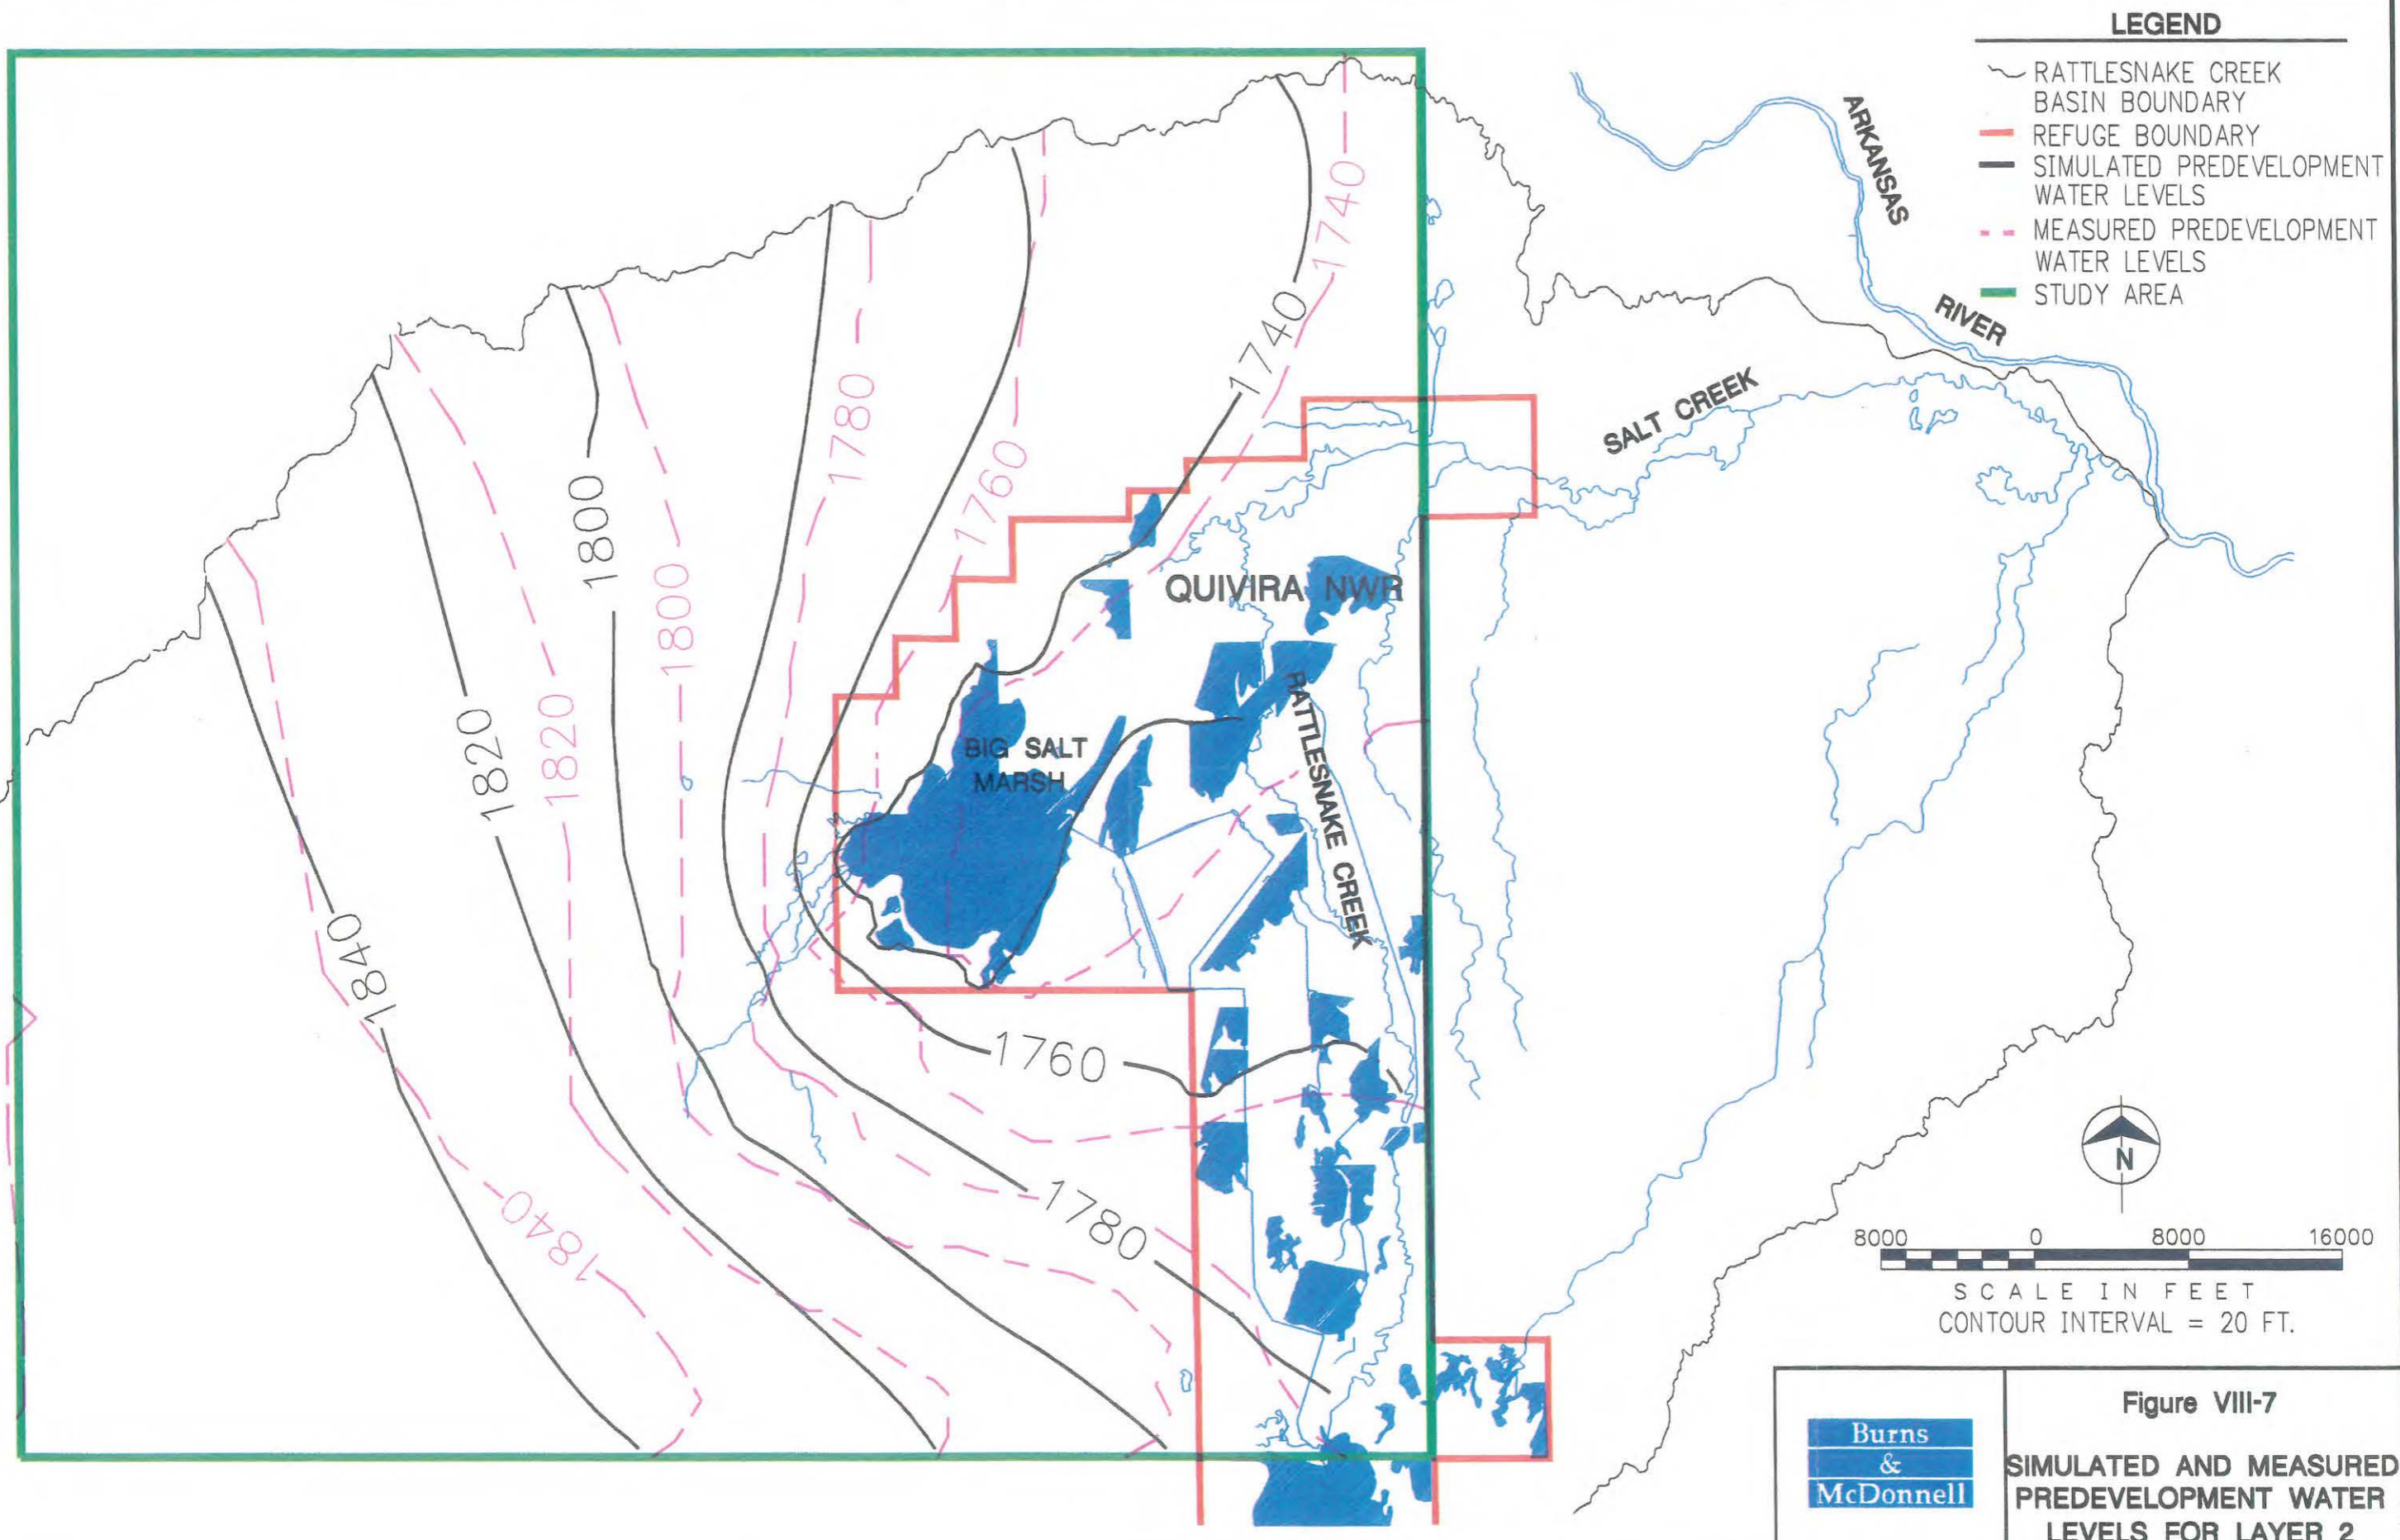 LEGEND
RATTLESNAKE CREEK
BASIN BOUNDARY
REFUGE BOUNDARY
SIMULATED PREDEVELOPMENT
WATER LEVELS
MEASURED PREDEVELOPMENT
WATER LEVELS
STUDY AREA
ARKANSAS
RIVER
SALT CREEK
1740
1740
1780
1760
1800
1800
QUIVIRA NWR
1820
1820
BIG SALT
MARSH
RATTLESNAKE CREEK
1840
1760
1840
1780
N
8000 0 8000 16000
SCALE IN FEET
CONTOUR INTERVAL = 20 FT.
Burns
&
McDonnell
Figure VIII-7
SIMULATED AND MEASURED
PREDEVELOPMENT WATER
LEVELS FOR LAYER 2